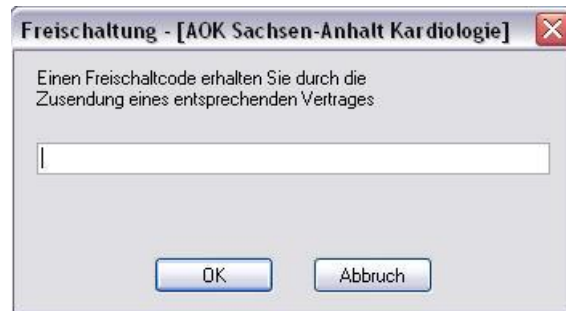 Freischaltung - [AOK Sachsen-Anhalt Kardiologie]
Einen Freischaltcode erhalten Sie durch die
Zusendung eines entsprechenden Vertrages
OK
Abbruch